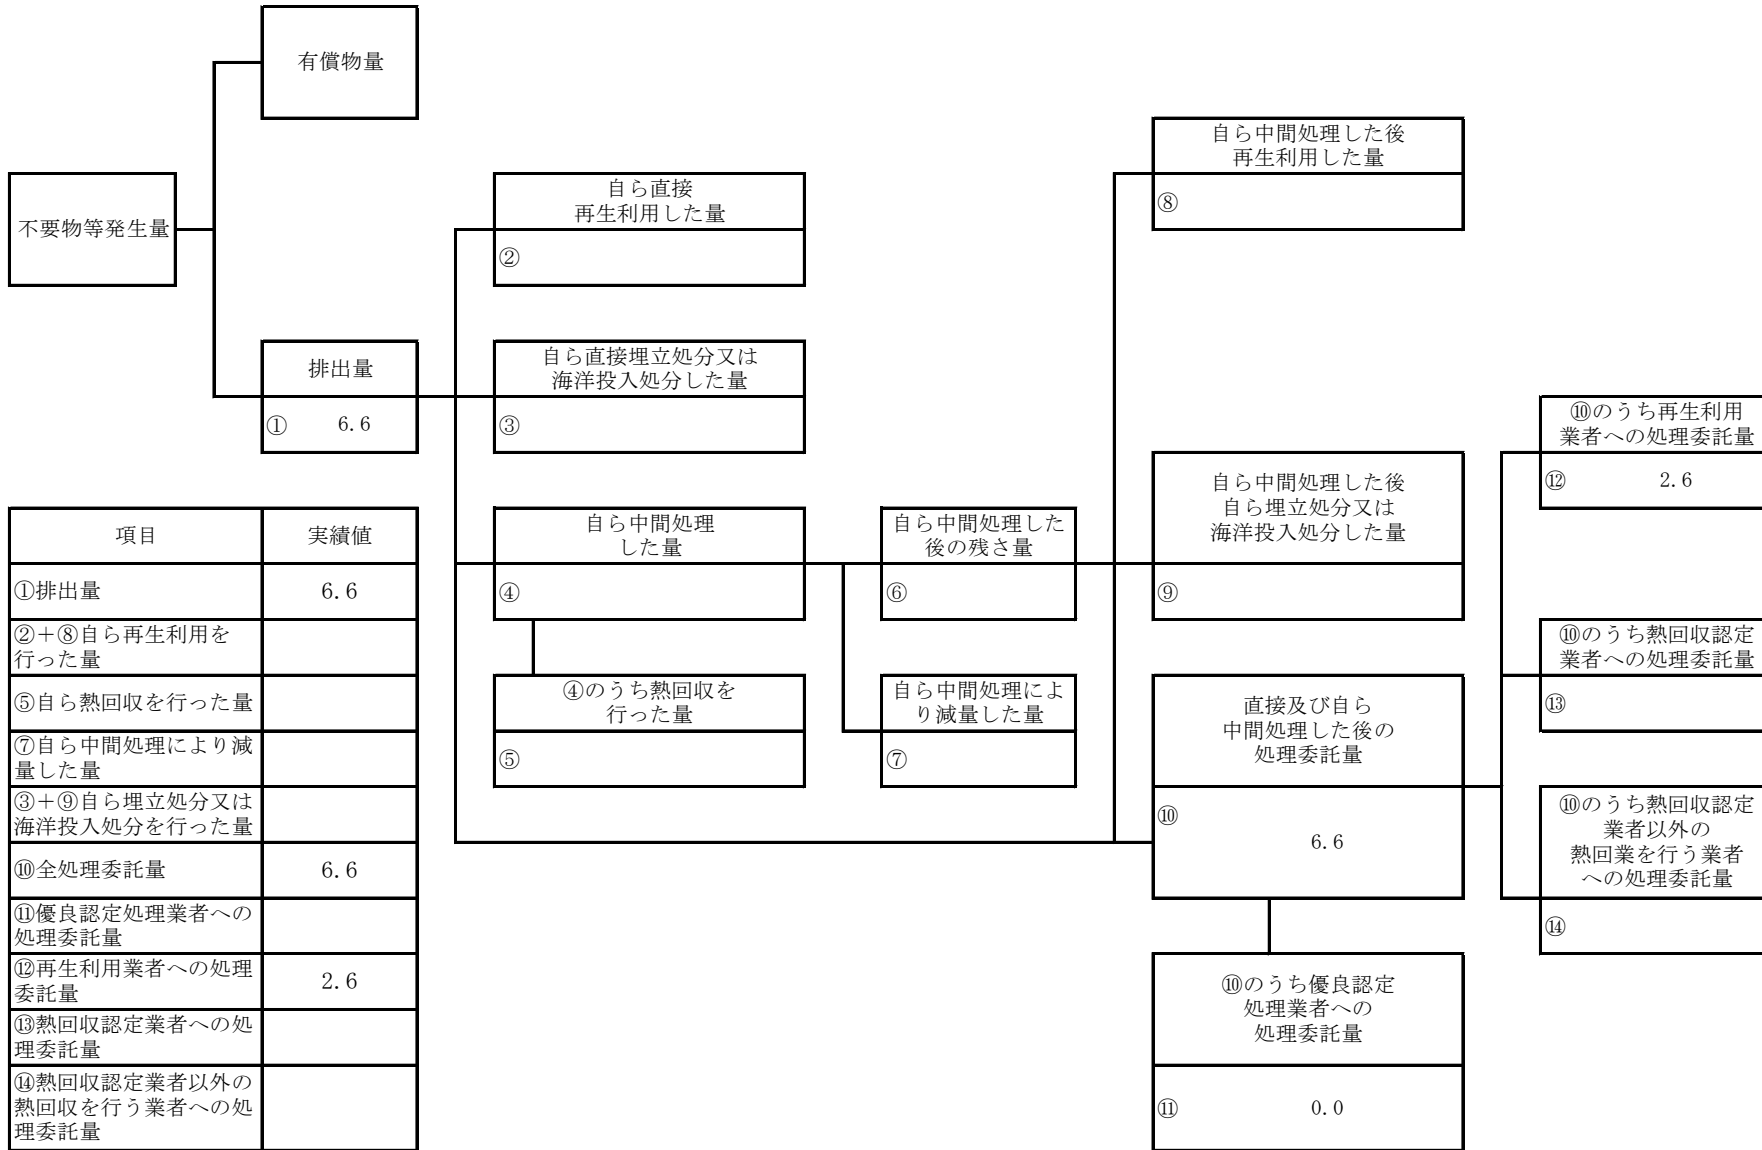 有償物量
不要物等発生量
排出量
① 6.6
自ら直接
再生利用した量
②
自ら直接埋立処分又は
海洋投入処分した量
③
自ら中間処理
した量
④
④のうち熱回収を
行った量
⑤
自ら中間処理した
後の残さ量
⑥
自ら中間処理によ
り減量した量
⑦
自ら中間処理した後
再生利用した量
⑧
自ら中間処理した後
自ら埋立処分又は
海洋投入処分した量
⑨
直接及び自ら
中間処理した後の
処理委託量
⑩
6.6
⑩のうち優良認定
処理業者への
処理委託量
⑪ 0.0
⑩のうち再生利用
業者への処理委託量
⑫ 2.6
⑩のうち熱回収認定
業者への処理委託量
⑬
⑩のうち熱回収認定
業者以外の
熱回業を行う業者
への処理委託量
⑭
項目 実績値
①排出量 6.6
②+⑧自ら再生利用を
行った量
⑤自ら熱回収を行った量
⑦自ら中間処理により減
量した量
③+⑨自ら埋立処分又は
海洋投入処分を行った量
⑩全処理委託量 6.6
⑪優良認定処理業者への
処理委託量
⑫再生利用業者への処理
委託量 2.6
⑬熱回収認定業者への処
理委託量
⑭熱回収認定業者以外の
熱回収を行う業者への処
理委託量